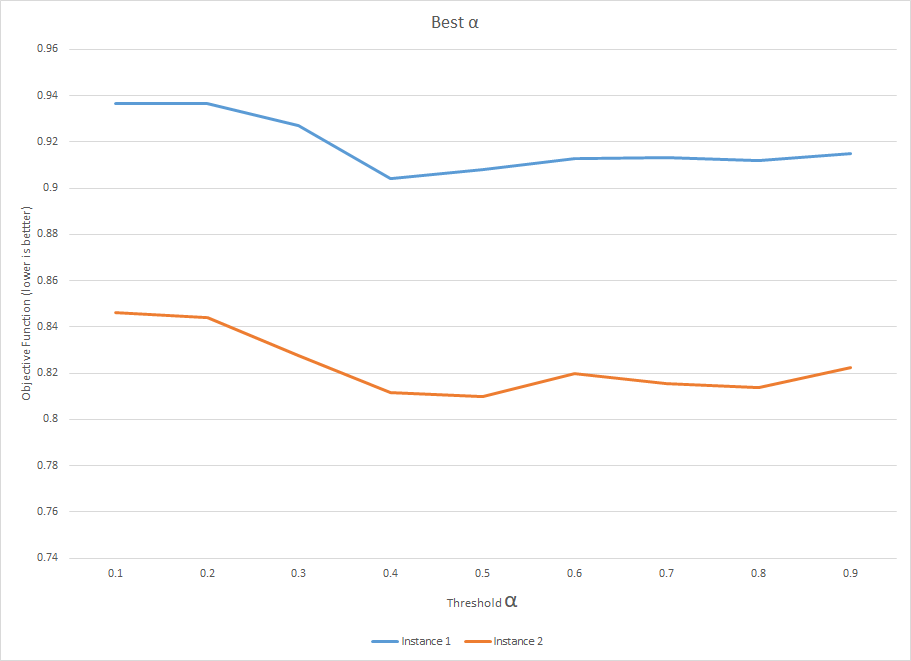 Best α
0.96
0.94
0.92
0.9
0.88
0.86
0.84
0.82
0.8
0.78
0.76
0.74
Objective Function (lower is bettter)
0.1 0.2 0.3 0.4 0.5 0.6 0.7 0.8 0.9
Threshold α
Instance 1 Instance 2